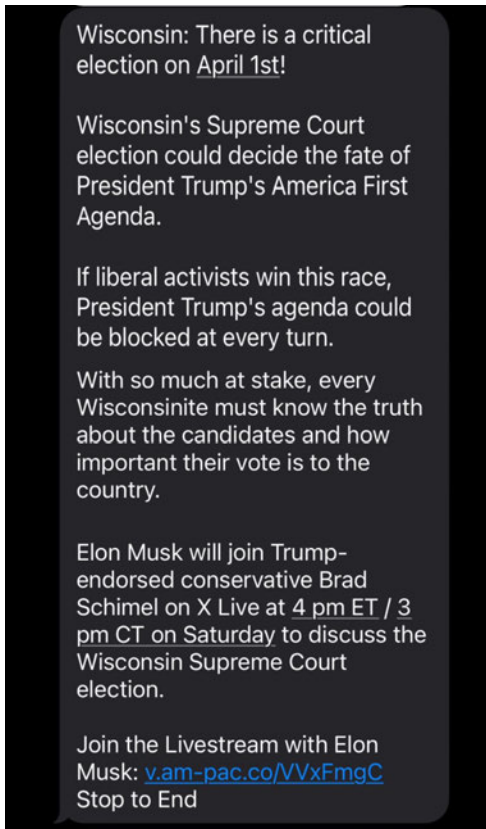 Wisconsin: There is a critical
election on April 1st!
Wisconsin's Supreme Court
election could decide the fate of
President Trump's America First
Agenda.
If liberal activists win this race,
President Trump's agenda could
be blocked at every turn.
With so much at stake, every
Wisconsinite must know the truth
about the candidates and how
important their vote is to the
country.
Elon Musk will join Trump-
endorsed conservative Brad
Schimel on X Live at 4 pm ET / 3
pm CT on Saturday to discuss the
Wisconsin Supreme Court
election.
Join the Livestream with Elon
Musk: v.am-pac.co/VVxFmgC
Stop to End